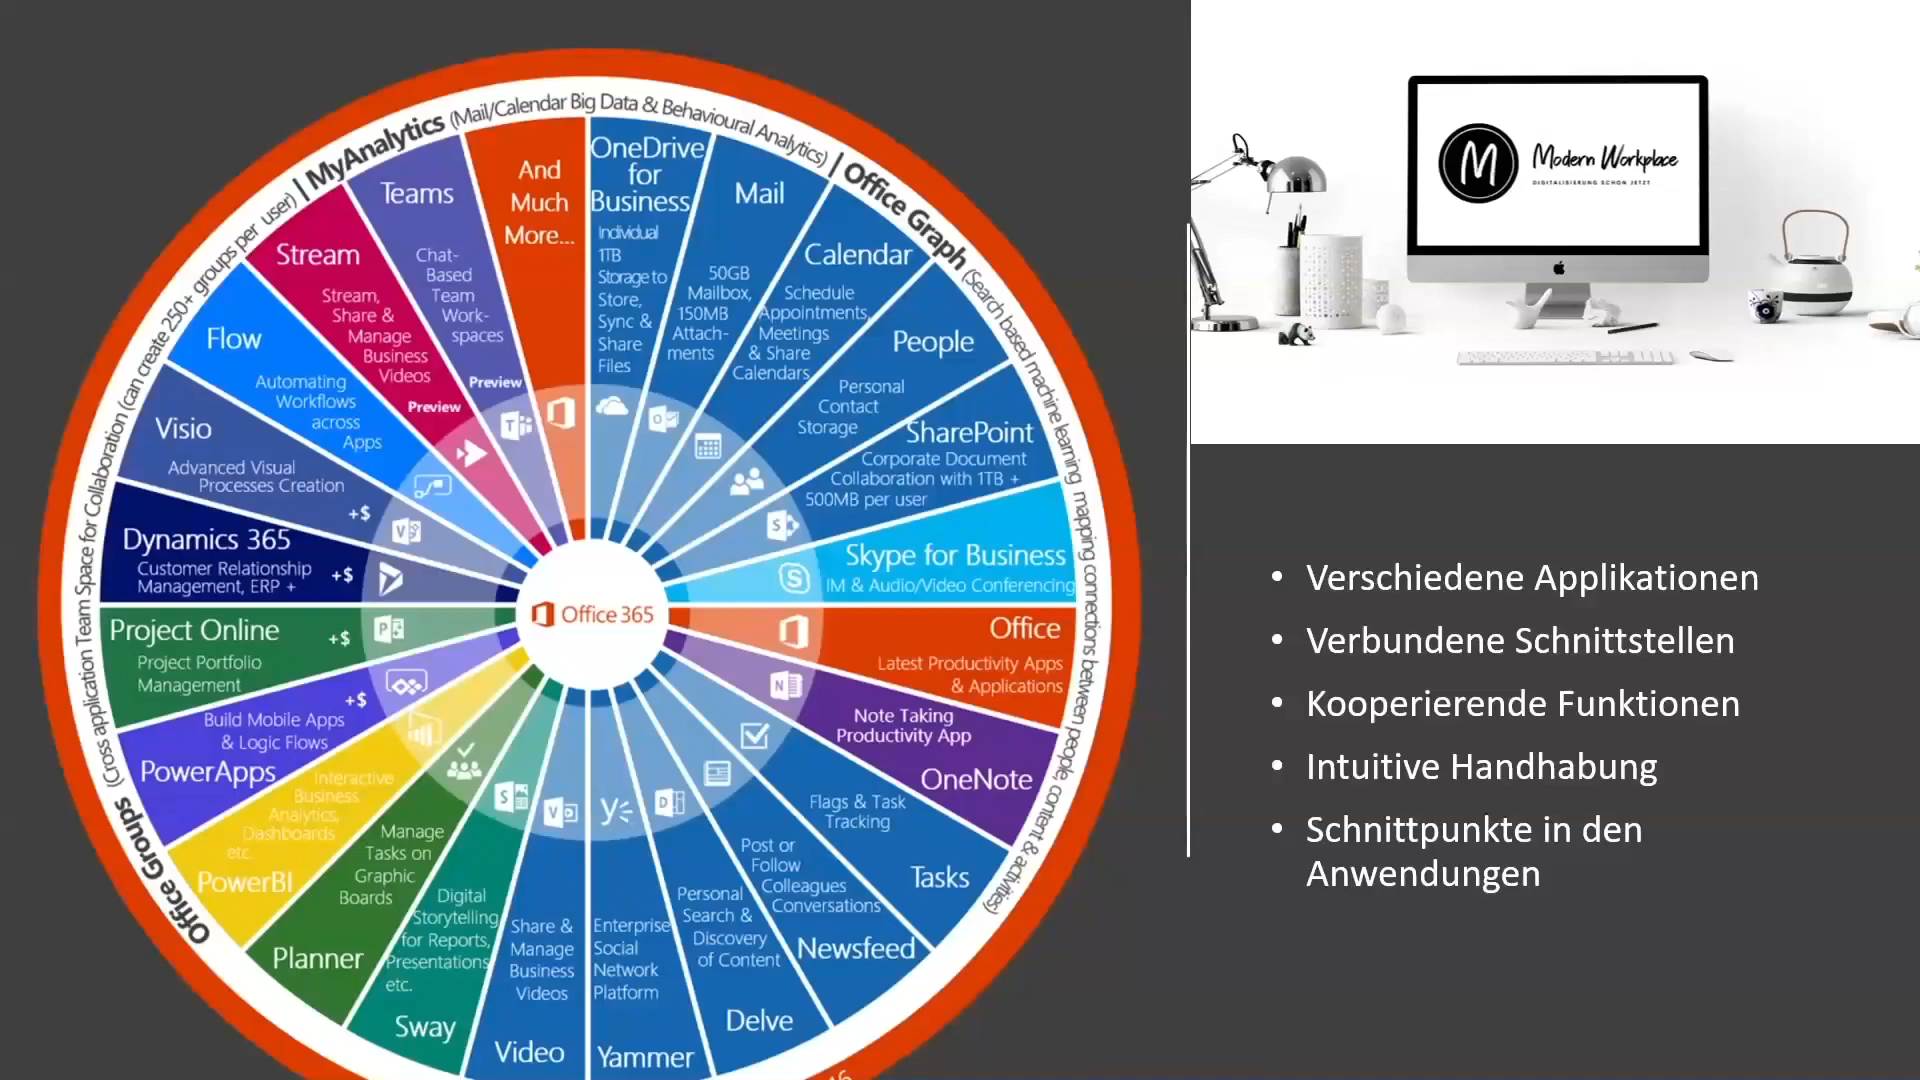 Office Groups (Cross application Team Space for Collaboration (can create 250+ groups per user) | MyAnalytics (Mail/Calendar Big Data & Behavioural Analytics) | Office Graph (Search based machine learning mapping connections between people, content & activities)
OneDrive
for
Business
Individual
1TB
Storage to
Store,
Sync &
Share
Files
Mail
50GB
Mailbox,
150MB
Attach-
ments
Calendar
Schedule
Appointments,
Meetings
& Share
Calendars
People
Personal
Contact
Storage
SharePoint
Corporate Document
Collaboration with 1TB +
500MB per user
Skype for Business
IM & Audio/Video Conferencing
Office
Latest Productivity Apps
& Applications
Note Taking
Productivity App
OneNote
Flags & Task
Tracking
Tasks
Post or
Follow
Colleagues
Conversations
Newsfeed
Personal
Search &
Discovery
of Content
Delve
Enterprise
Social
Network
Platform
Yammer
Share &
Manage
Business
Videos
Video
Digital
Storytelling
for Reports,
Presentations
etc.
Sway
Manage
Tasks on
Graphic
Boards
Planner
Interactive
Business
Analytics,
Dashboards
etc.
PowerBI
+$
Build Mobile Apps
& Logic Flows
PowerApps
Project Online
+$
Project Portfolio
Management
Dynamics 365
Customer Relationship
Management, ERP +
+$
Visio
Advanced Visual
Processes Creation
+$
Flow
Automating
Workflows
across
Apps
Stream
Stream,
Share &
Manage
Business
Videos
Preview
Teams
Chat-
Based
Team
Work-
spaces
Preview
And
Much
More...
Office 365
M
Modern Workplace
DIGITALISIERUNG SCHON JETZT
• Verschiedene Applikationen
• Verbundene Schnittstellen
• Kooperierende Funktionen
• Intuitive Handhabung
• Schnittpunkte in den
Anwendungen